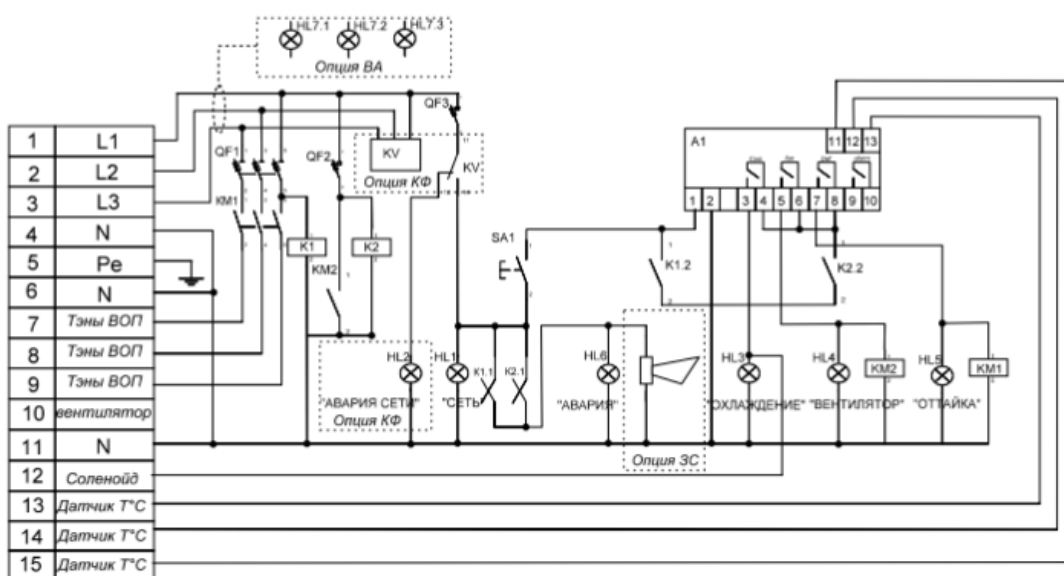 HL7.1 HL7.2 HL7.3
Опция ВА
QF3
11 12 13
A1
1 L1
KV
KV
QF1
QF2
2 L2
Опция КФ
3 L3
KM1
1 2 3 4 5 6 7 8 9 10
4 N
SA1
5 Pe
K1
K2
K1.2
K2.2
KM2
6 N
7 Тэны ВОП
8 Тэны ВОП
HL2
HL1
K1.1
K2.1
HL6
HL3
HL4
KM2
HL5
KM1
9 Тэны ВОП
"АВАРИЯ СЕТИ"
"СЕТЬ"
"АВАРИЯ"
"ОХЛАЖДЕНИЕ"
"ВЕНТИЛЯТОР"
"ОТТАЙКА"
10 вентилятор
Опция КФ
11 N
Опция ЗС
12 Соленойд
13 Датчик Т°С
14 Датчик Т°С
15 Датчик Т°С